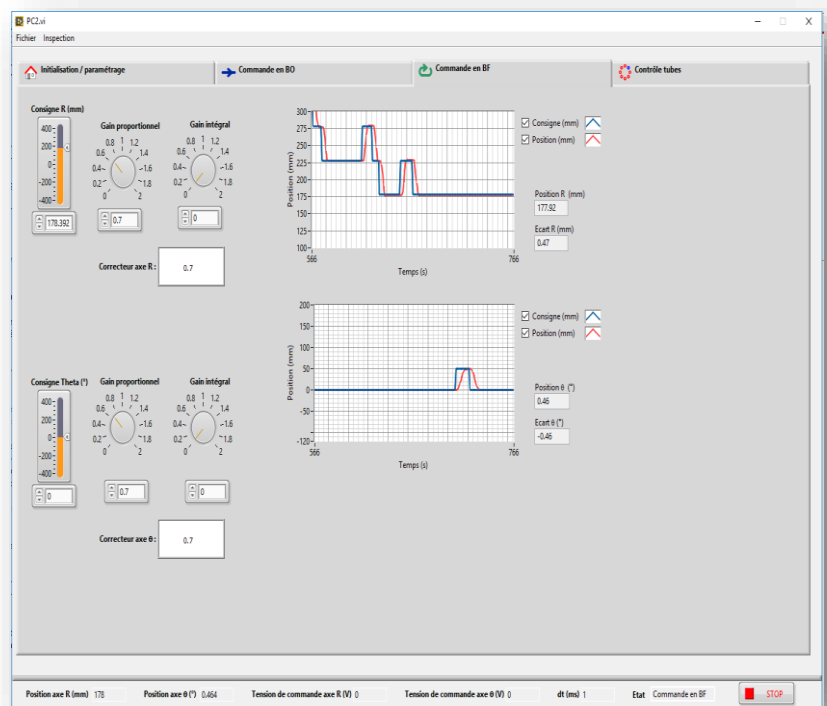 PC2.vi
Fichier Inspection
Initialisation / paramétrage
Commande en BO
Commande en BF
Contrôle tubes
Consigne R (mm)
400
200
0
-200
-400
178.392
Gain proportionnel
0 0.2 0.4 0.6 0.8 1 1.2 1.4 1.6 1.8 2
0.7
Gain intégral
0 0.2 0.4 0.6 0.8 1 1.2 1.4 1.6 1.8 2
0
Correcteur axe R : 0.7
Position (mm)
300
275
250
225
200
175
150
125
100
566 766
Temps (s)
Consigne (mm)
Position (mm)
Position R (mm)
177.92
Ecart R (mm)
0.47
Consigne Theta (°)
400
200
0
-200
-400
0
Gain proportionnel
0 0.2 0.4 0.6 0.8 1 1.2 1.4 1.6 1.8 2
0.7
Gain intégral
0 0.2 0.4 0.6 0.8 1 1.2 1.4 1.6 1.8 2
0
Correcteur axe θ : 0.7
Position (mm)
200
150
100
50
0
-50
-120
566 766
Temps (s)
Consigne (mm)
Position (mm)
Position θ (°)
0.46
Ecart θ (°)
-0.46
Position axe R (mm) 178 Position axe θ (°) 0.464 Tension de commande axe R (V) 0 Tension de commande axe θ (V) 0 dt (ms) 1 Etat Commande en BF STOP